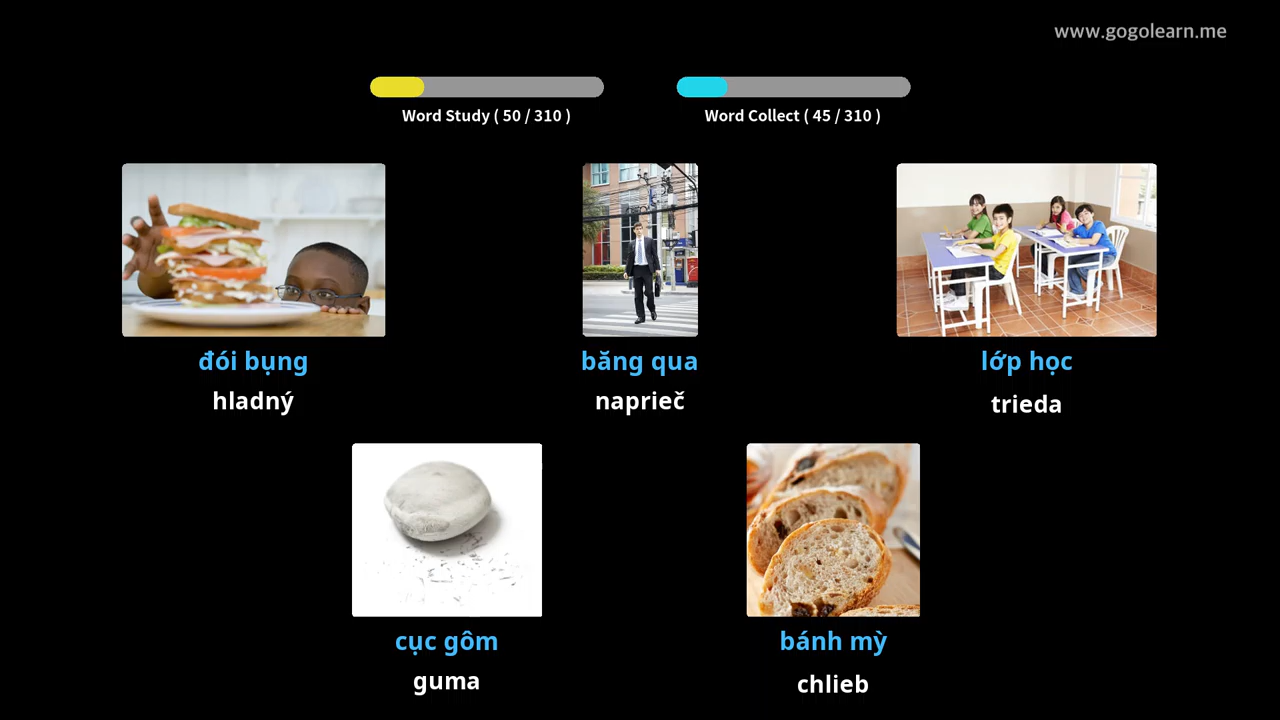 www.gogolearn.me
Word Study ( 50 / 310 )
Word Collect ( 45 / 310 )
đói bụng
hladný
băng qua
naprieč
lớp học
trieda
cục gôm
guma
bánh mỳ
chlieb